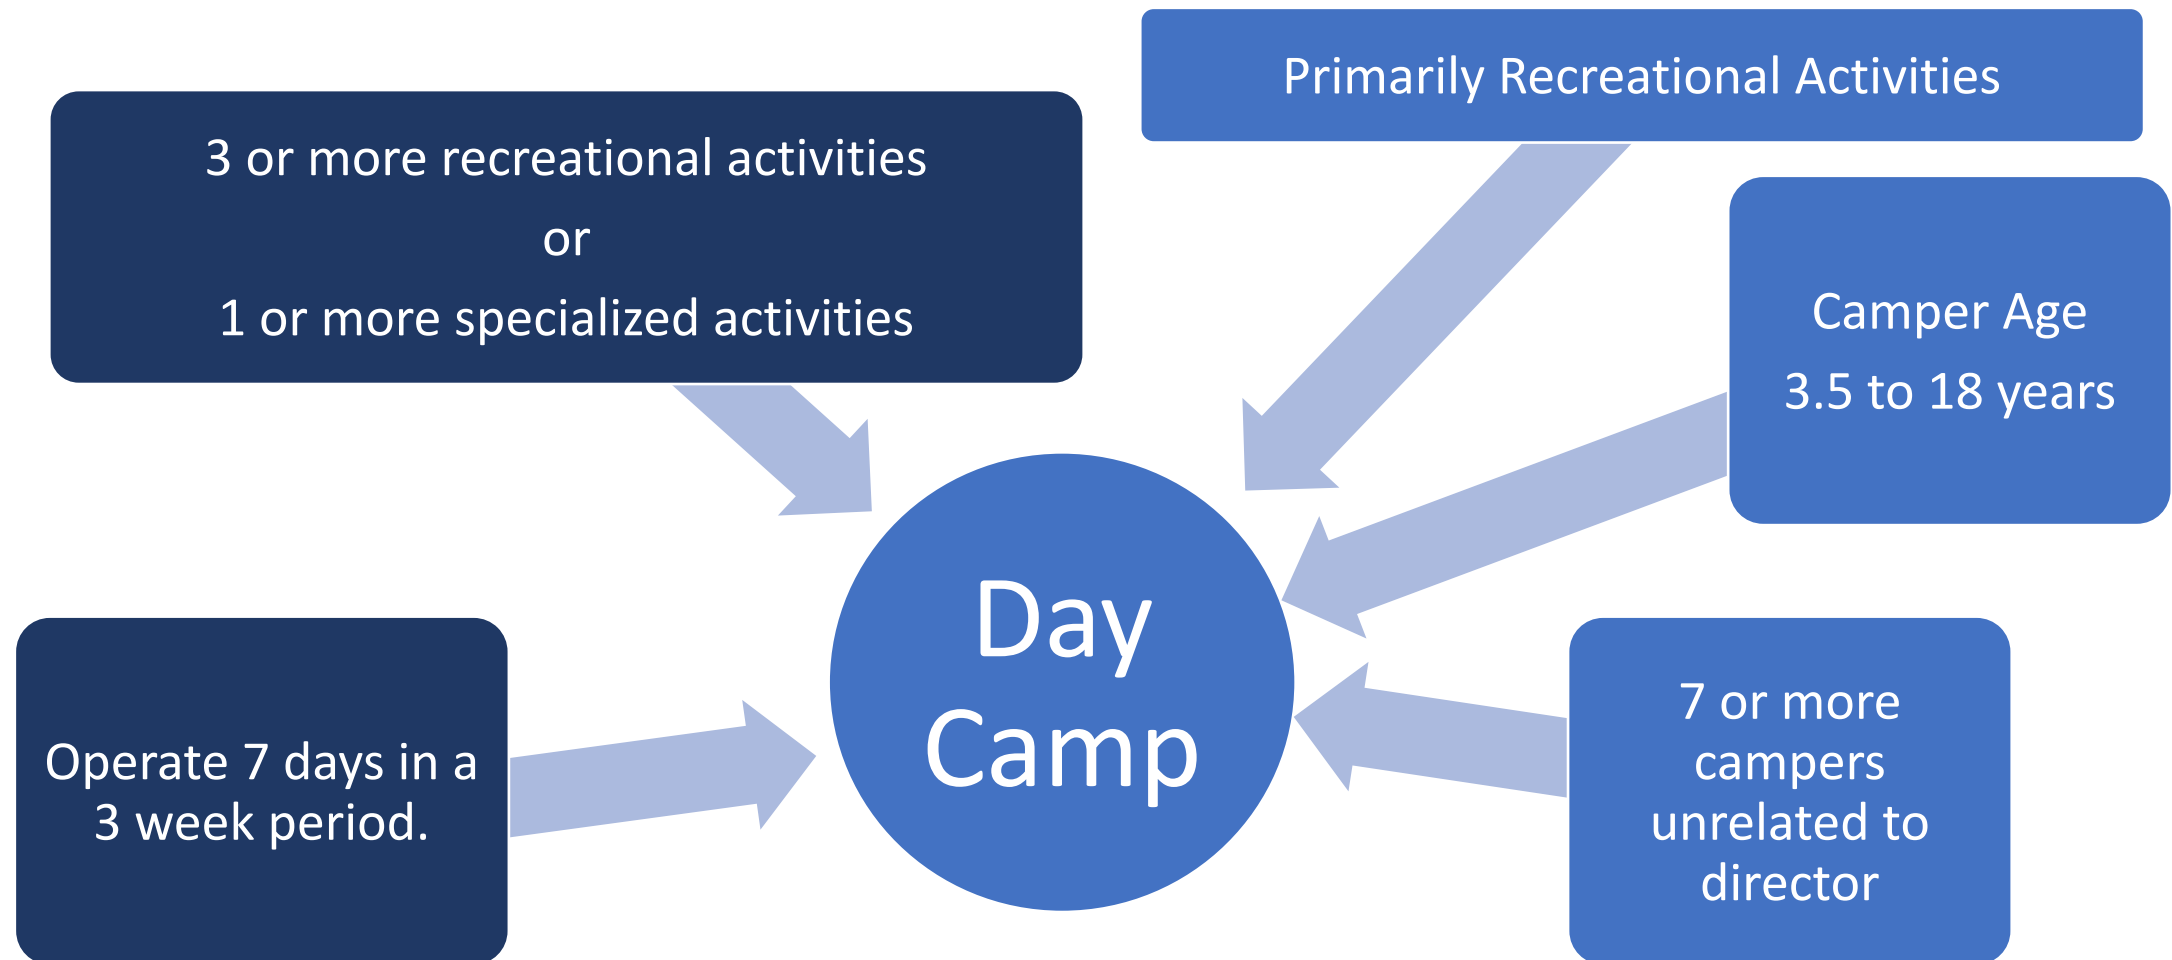 Primarily Recreational Activities
3 or more recreational activities
or
1 or more specialized activities
Camper Age
3.5 to 18 years
Day
Camp
Operate 7 days in a
3 week period.
7 or more
campers
unrelated to
director